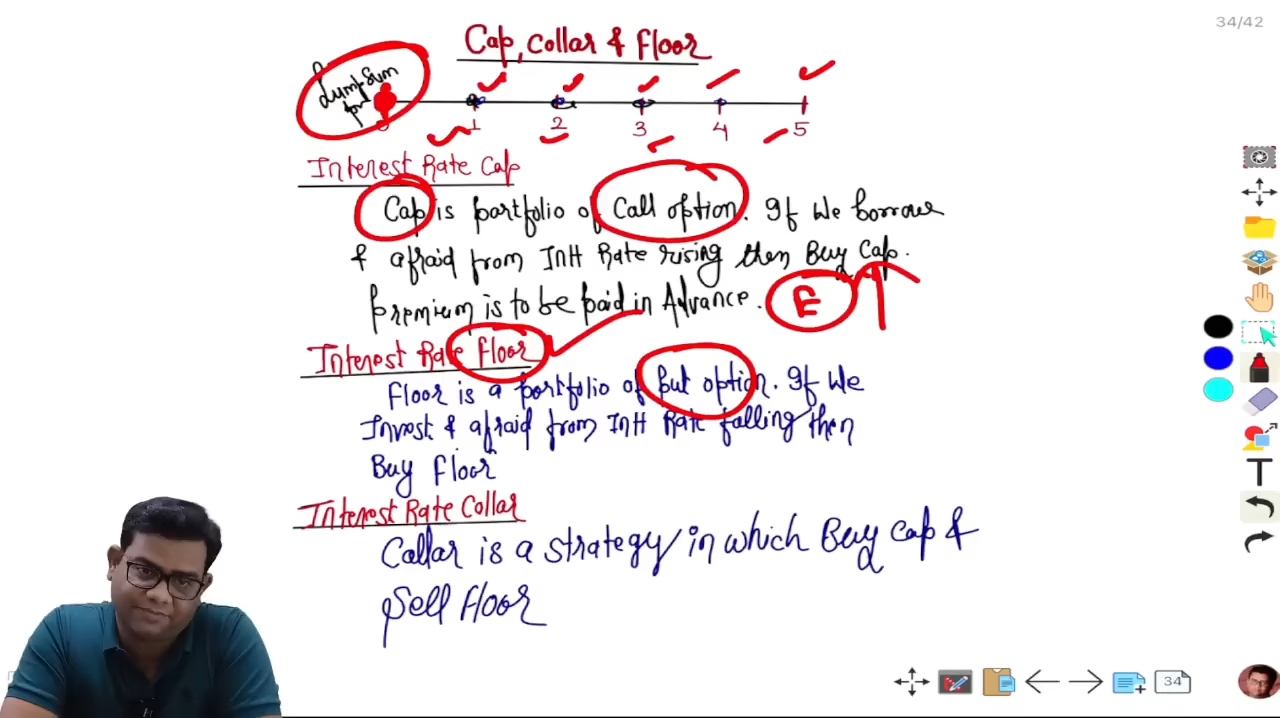 34/42
Cap, Collar & Floor
Lumpsum
0 1 2 3 4 5
Interest Rate Cap
Cap is portfolio of Call option. If We borrow
& afraid from Int Rate rising then Buy Cap.
Premium is to be paid in Advance. E
Interest Rate Floor
Floor is a portfolio of put option. If We
Invest & afraid from Int Rate falling then
Buy Floor
Interest Rate Collar
Collar is a strategy in which Buy Cap &
Sell Floor
T
34